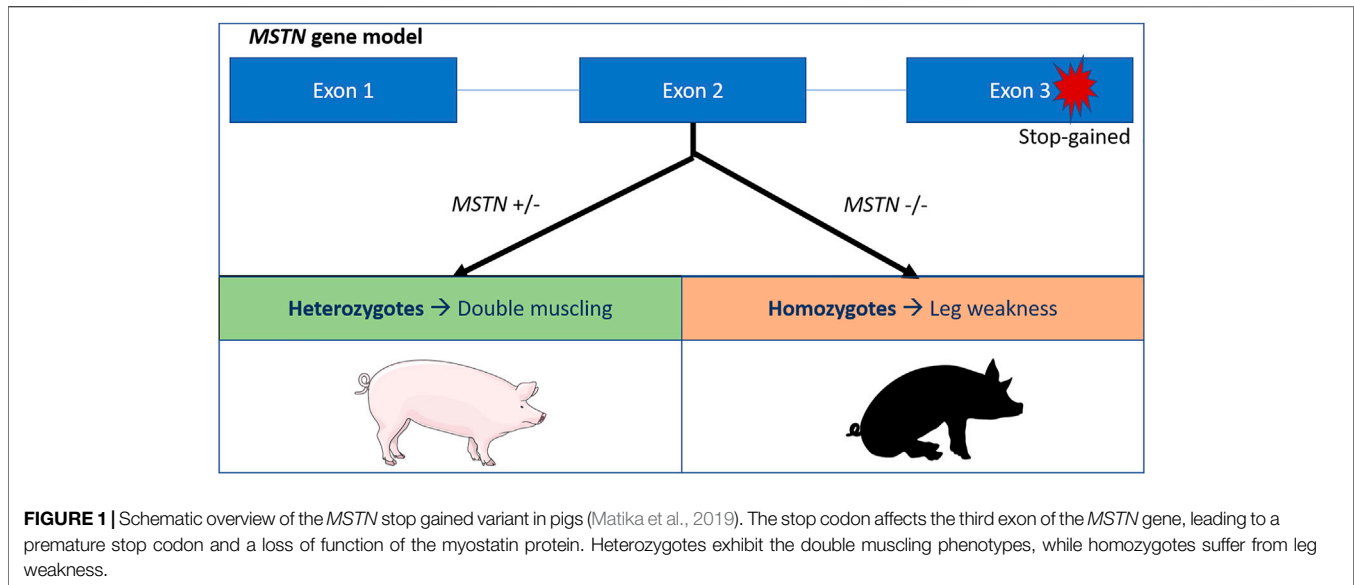 MSTN gene model
Exon 1
Exon 2
Exon 3
Stop-gained
MSTN +/-
MSTN -/-
Heterozygotes → Double muscling
Homozygotes → Leg weakness
FIGURE 1 | Schematic overview of the MSTN stop gained variant in pigs (Matika et al., 2019). The stop codon affects the third exon of the MSTN gene, leading to a
premature stop codon and a loss of function of the myostatin protein. Heterozygotes exhibit the double muscling phenotypes, while homozygotes suffer from leg
weakness.